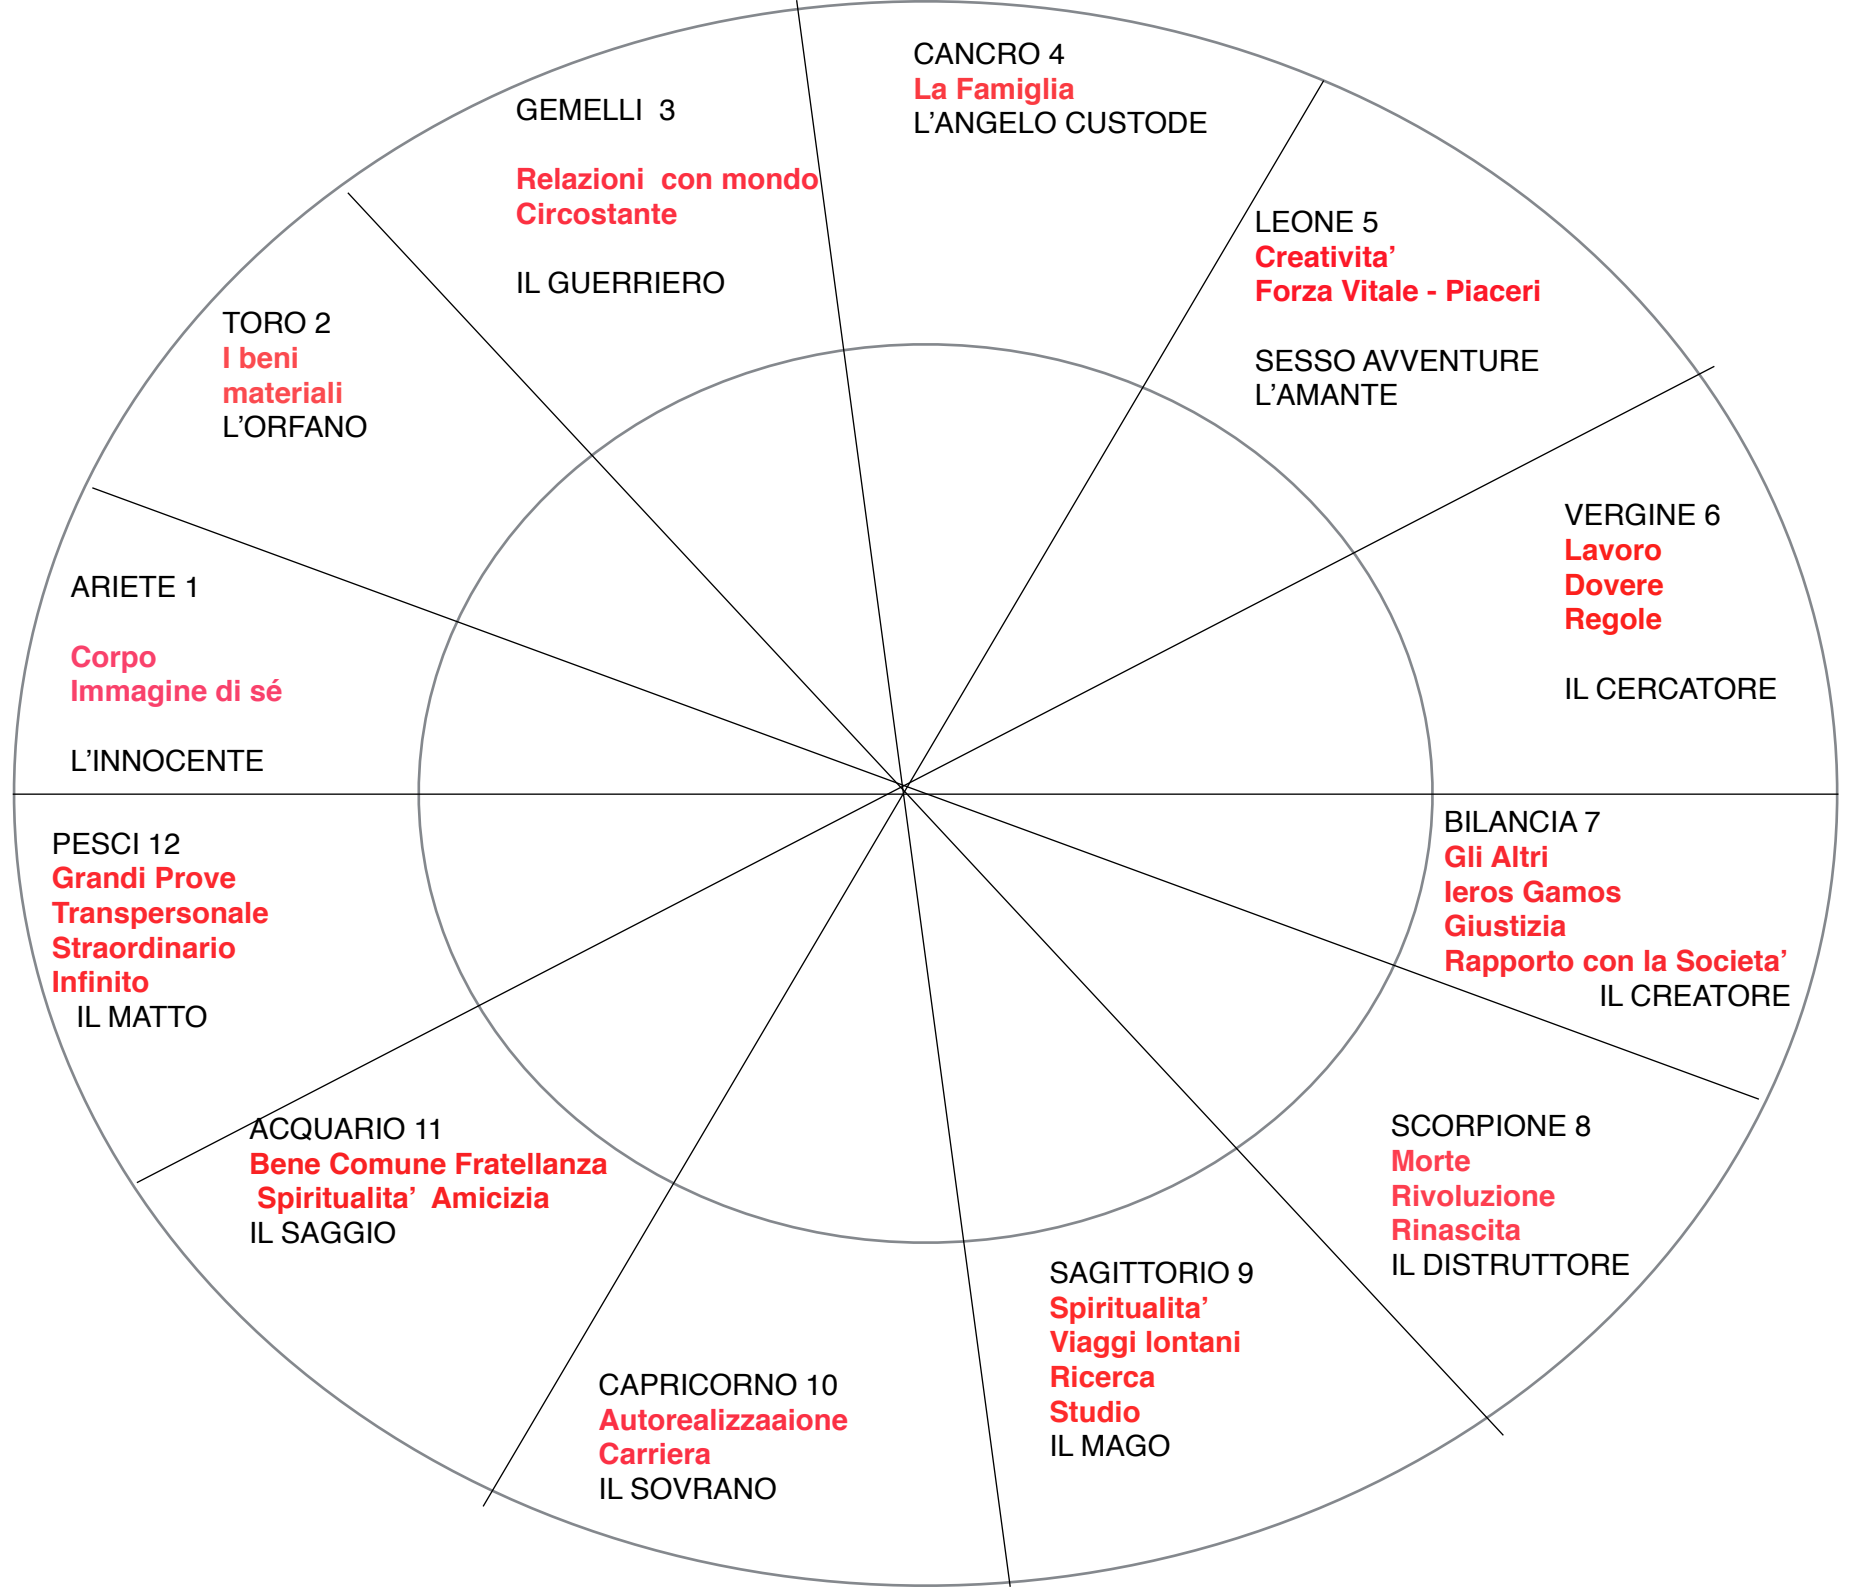 CANCRO 4
La Famiglia
L'ANGELO CUSTODE
GEMELLI  3
Relazioni  con mondo
Circostante
IL GUERRIERO
LEONE 5
Creativita'
Forza Vitale - Piaceri
SESSO AVVENTURE
L'AMANTE
TORO 2
I beni
materiali
L'ORFANO
VERGINE 6
Lavoro
Dovere
Regole
IL CERCATORE
ARIETE 1
Corpo
Immagine di sé
L'INNOCENTE
BILANCIA 7
Gli Altri
Ieros Gamos
Giustizia
Rapporto con la Societa'
IL CREATORE
PESCI 12
Grandi Prove
Transpersonale
Straordinario
Infinito
IL MATTO
ACQUARIO 11
Bene Comune Fratellanza
Spiritualita'  Amicizia
IL SAGGIO
SCORPIONE 8
Morte
Rivoluzione
Rinascita
IL DISTRUTTORE
SAGITTORIO 9
Spiritualita'
Viaggi lontani
Ricerca
Studio
IL MAGO
CAPRICORNO 10
Autorealizzaaione
Carriera
IL SOVRANO